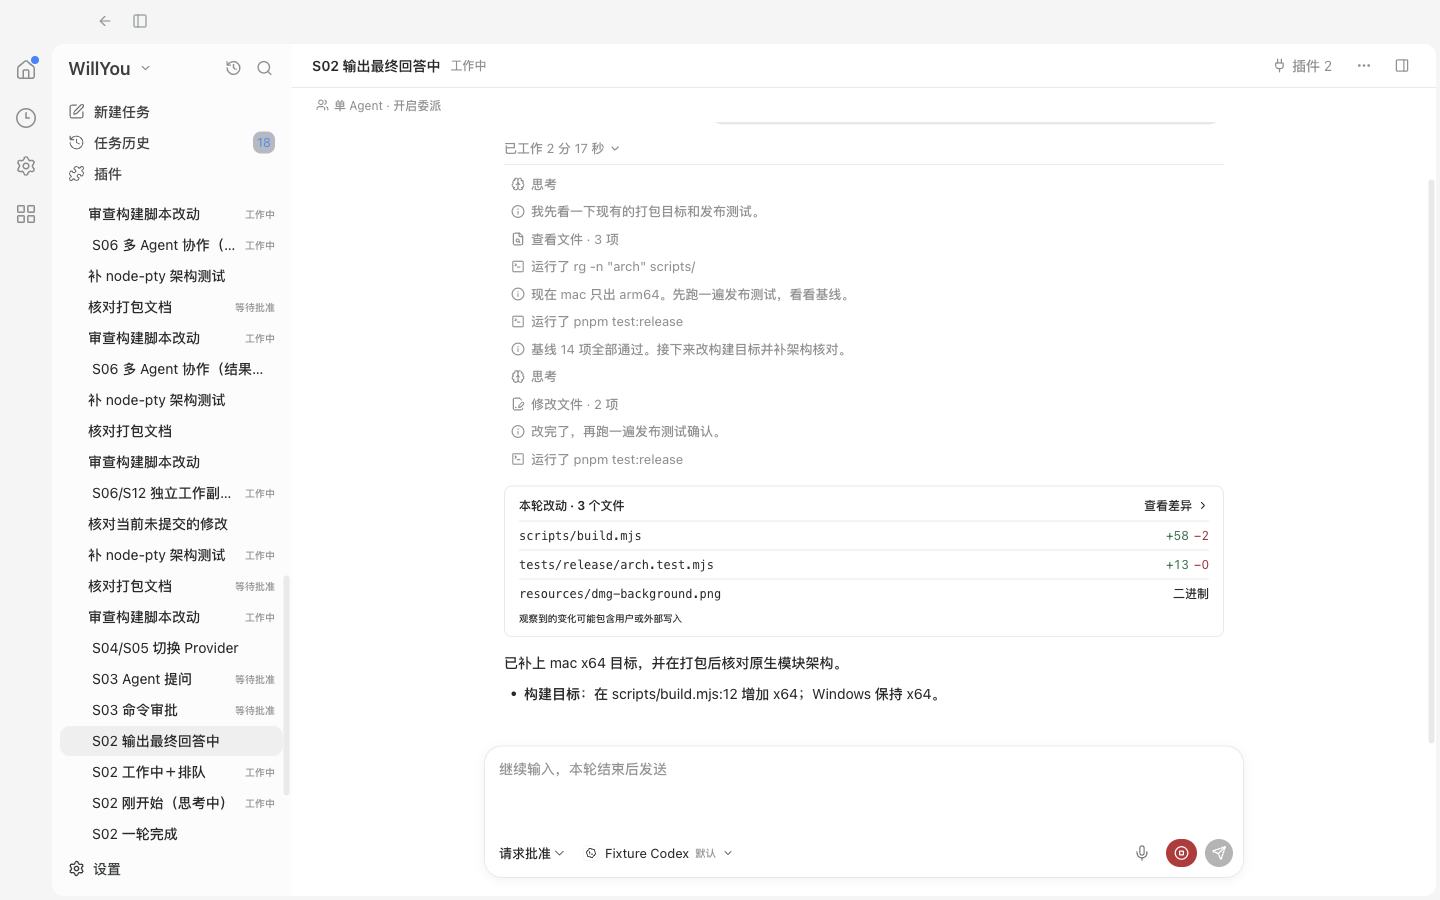 WillYou
新建任务
任务历史 18
插件
审查构建脚本改动 工作中
S06 多 Agent 协作（... 工作中
补 node-pty 架构测试
核对打包文档 等待批准
审查构建脚本改动 工作中
S06 多 Agent 协作（结果...
补 node-pty 架构测试
核对打包文档
审查构建脚本改动
S06/S12 独立工作副... 工作中
核对当前未提交的修改
补 node-pty 架构测试 工作中
核对打包文档 等待批准
审查构建脚本改动 工作中
S04/S05 切换 Provider
S03 Agent 提问 等待批准
S03 命令审批 等待批准
S02 输出最终回答中
S02 工作中＋排队 工作中
S02 刚开始（思考中） 工作中
S02 一轮完成
设置
S02 输出最终回答中 工作中
插件 2
单 Agent · 开启委派
已工作 2 分 17 秒
思考
我先看一下现有的打包目标和发布测试。
查看文件 · 3 项
运行了 rg -n "arch" scripts/
现在 mac 只出 arm64。先跑一遍发布测试，看看基线。
运行了 pnpm test:release
基线 14 项全部通过。接下来改构建目标并补架构核对。
思考
修改文件 · 2 项
改完了，再跑一遍发布测试确认。
运行了 pnpm test:release
本轮改动 · 3 个文件 查看差异
scripts/build.mjs +58 −2
tests/release/arch.test.mjs +13 −0
resources/dmg-background.png 二进制
观察到的变化可能包含用户或外部写入
已补上 mac x64 目标，并在打包后核对原生模块架构。
• 构建目标：在 scripts/build.mjs:12 增加 x64；Windows 保持 x64。
继续输入，本轮结束后发送
请求批准 Fixture Codex 默认